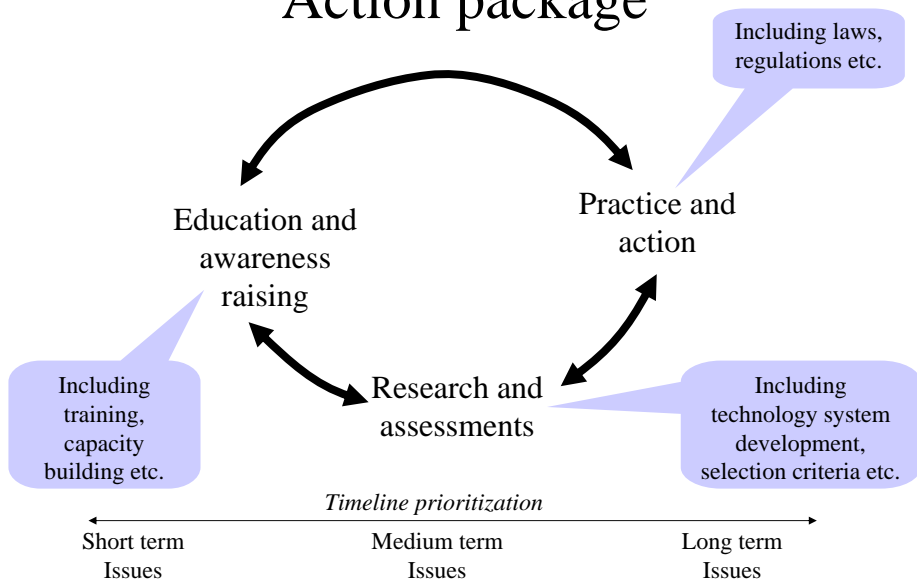 Action package
Including laws,
regulations etc.
Practice and
action
Education and
awareness
raising
Including
training,
capacity
building etc.
Research and
assessments
Including
technology system
development,
selection criteria etc.
Timeline prioritization
Short term
Issues
Medium term
Issues
Long term
Issues